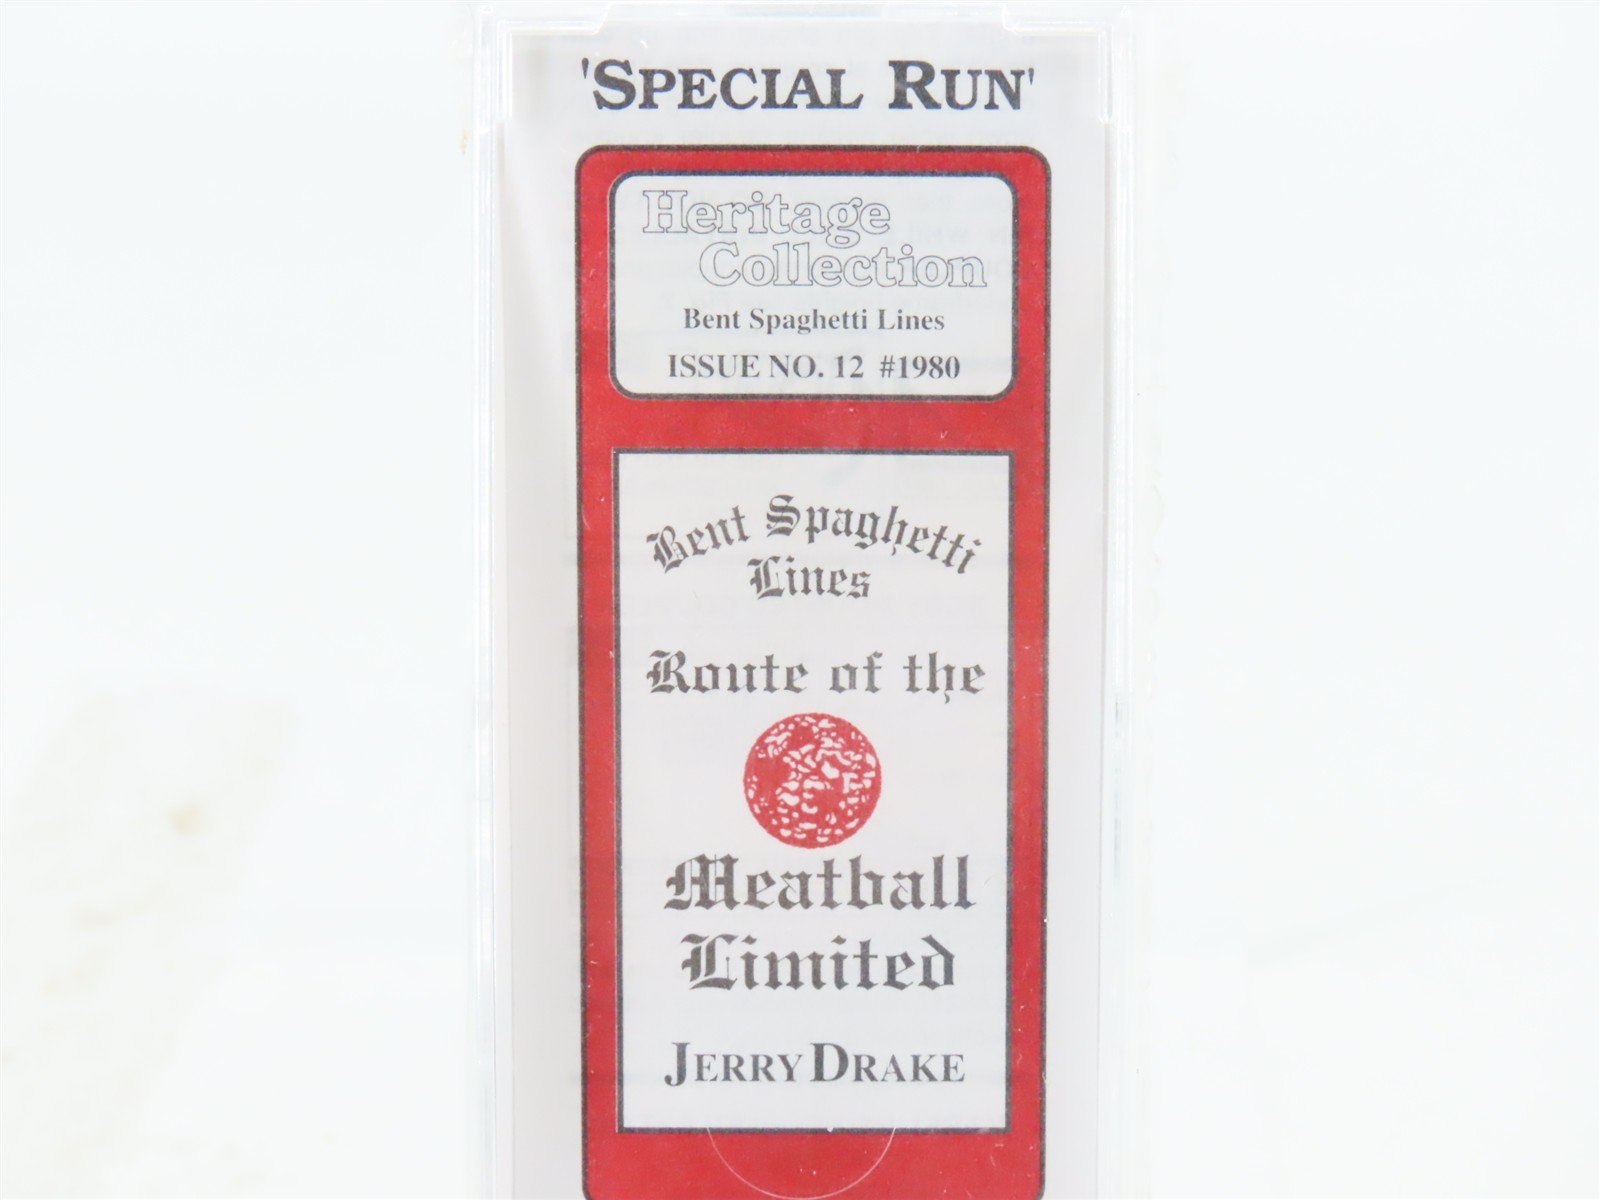 'SPECIAL RUN'
Heritage
Collection
Bent Spaghetti Lines
ISSUE NO. 12 #1980
Bent Spaghetti
Lines
Route of the
Meatball
Limited
JERRY DRAKE